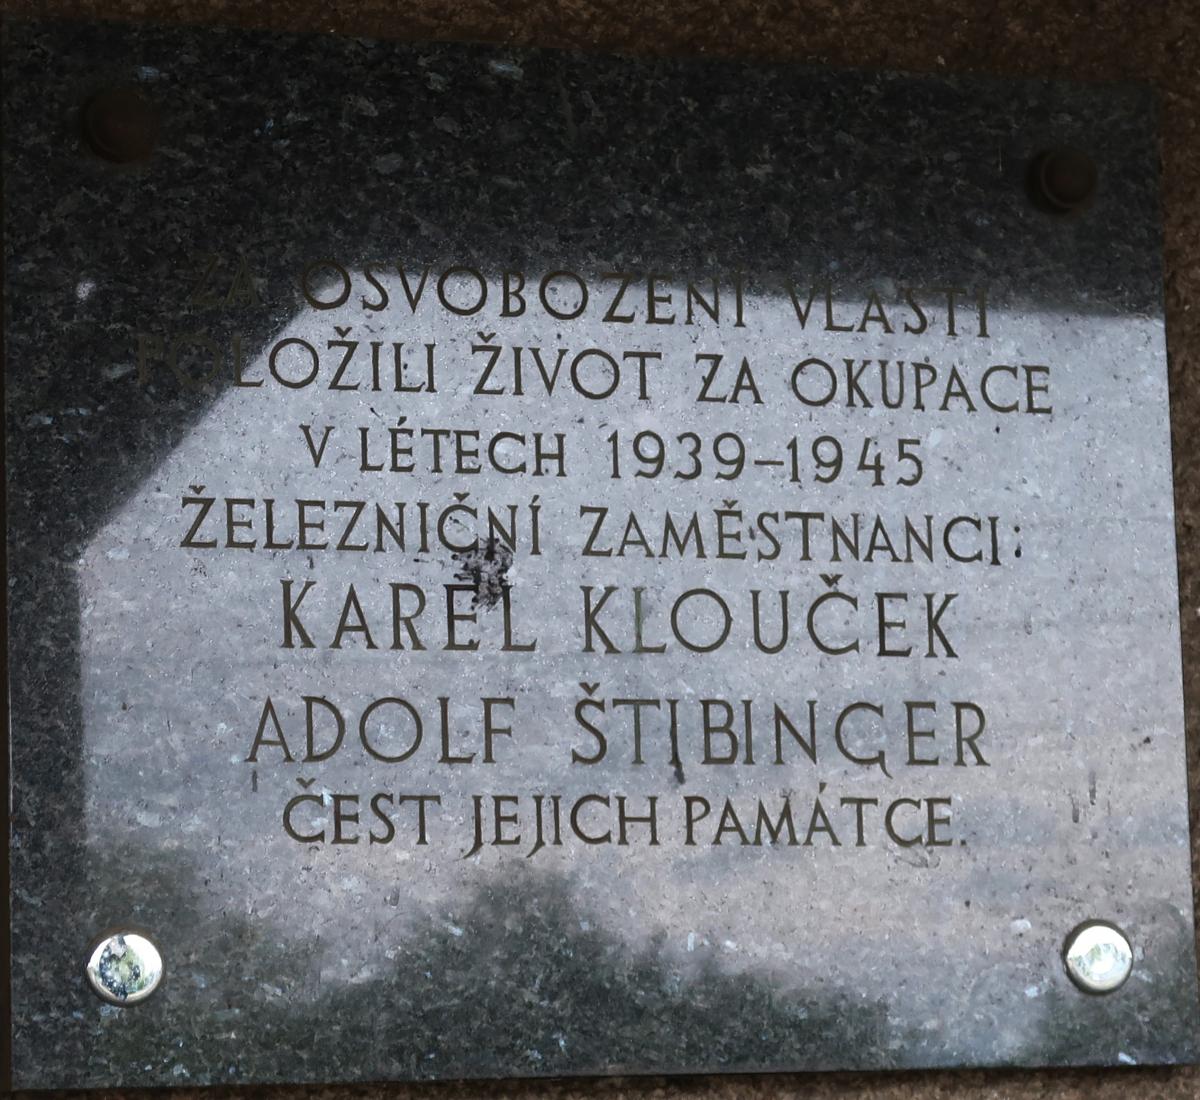 ZA OSVOBOZENÍ VLASTI
POLOŽILI ŽIVOT ZA OKUPACE
V LÉTECH 1939-1945
ŽELEZNIČNÍ ZAMĚSTNANCI:
KAREL KLOUČEK
ADOLF ŠTIBINGER
ČEST JEJICH PAMÁTCE.